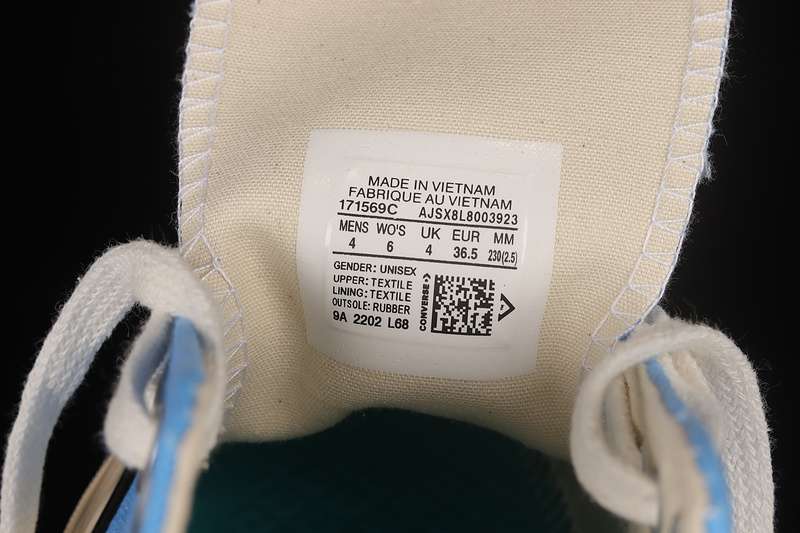 MADE IN VIETNAM
FABRIQUE AU VIETNAM
171569C AJSX8L8003923
MENS WO'S UK EUR MM
4 6 4 36.5 230(2.5)
GENDER: UNISEX
UPPER: TEXTILE
LINING: TEXTILE
OUTSOLE: RUBBER
9A 2202 L68
CONVERSE